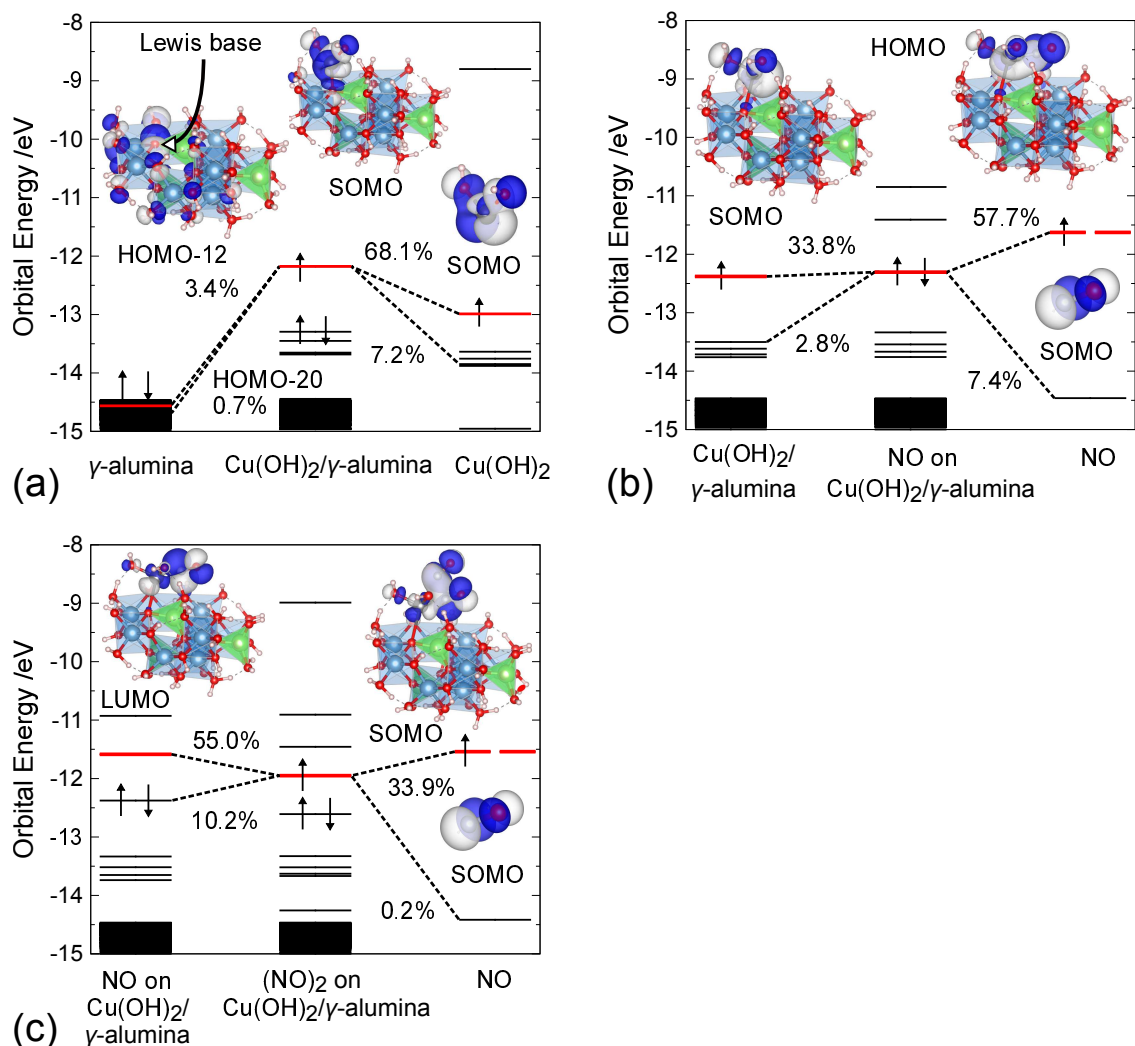 -8
-9
-10
-11
-12
-13
-14
-15
Orbital Energy /eV
Lewis base
SOMO
HOMO-12
68.1%
SOMO
3.4%
7.2%
HOMO-20
0.7%
γ-alumina
Cu(OH)2/γ-alumina
Cu(OH)2
(a)
-8
-9
-10
-11
-12
-13
-14
-15
Orbital Energy /eV
HOMO
SOMO
57.7%
33.8%
2.8%
SOMO
7.4%
Cu(OH)2/
γ-alumina
NO on
Cu(OH)2/γ-alumina
NO
(b)
-8
-9
-10
-11
-12
-13
-14
-15
Orbital Energy /eV
LUMO
SOMO
55.0%
33.9%
10.2%
SOMO
0.2%
NO on
Cu(OH)2/
γ-alumina
(NO)2 on
Cu(OH)2/γ-alumina
NO
(c)